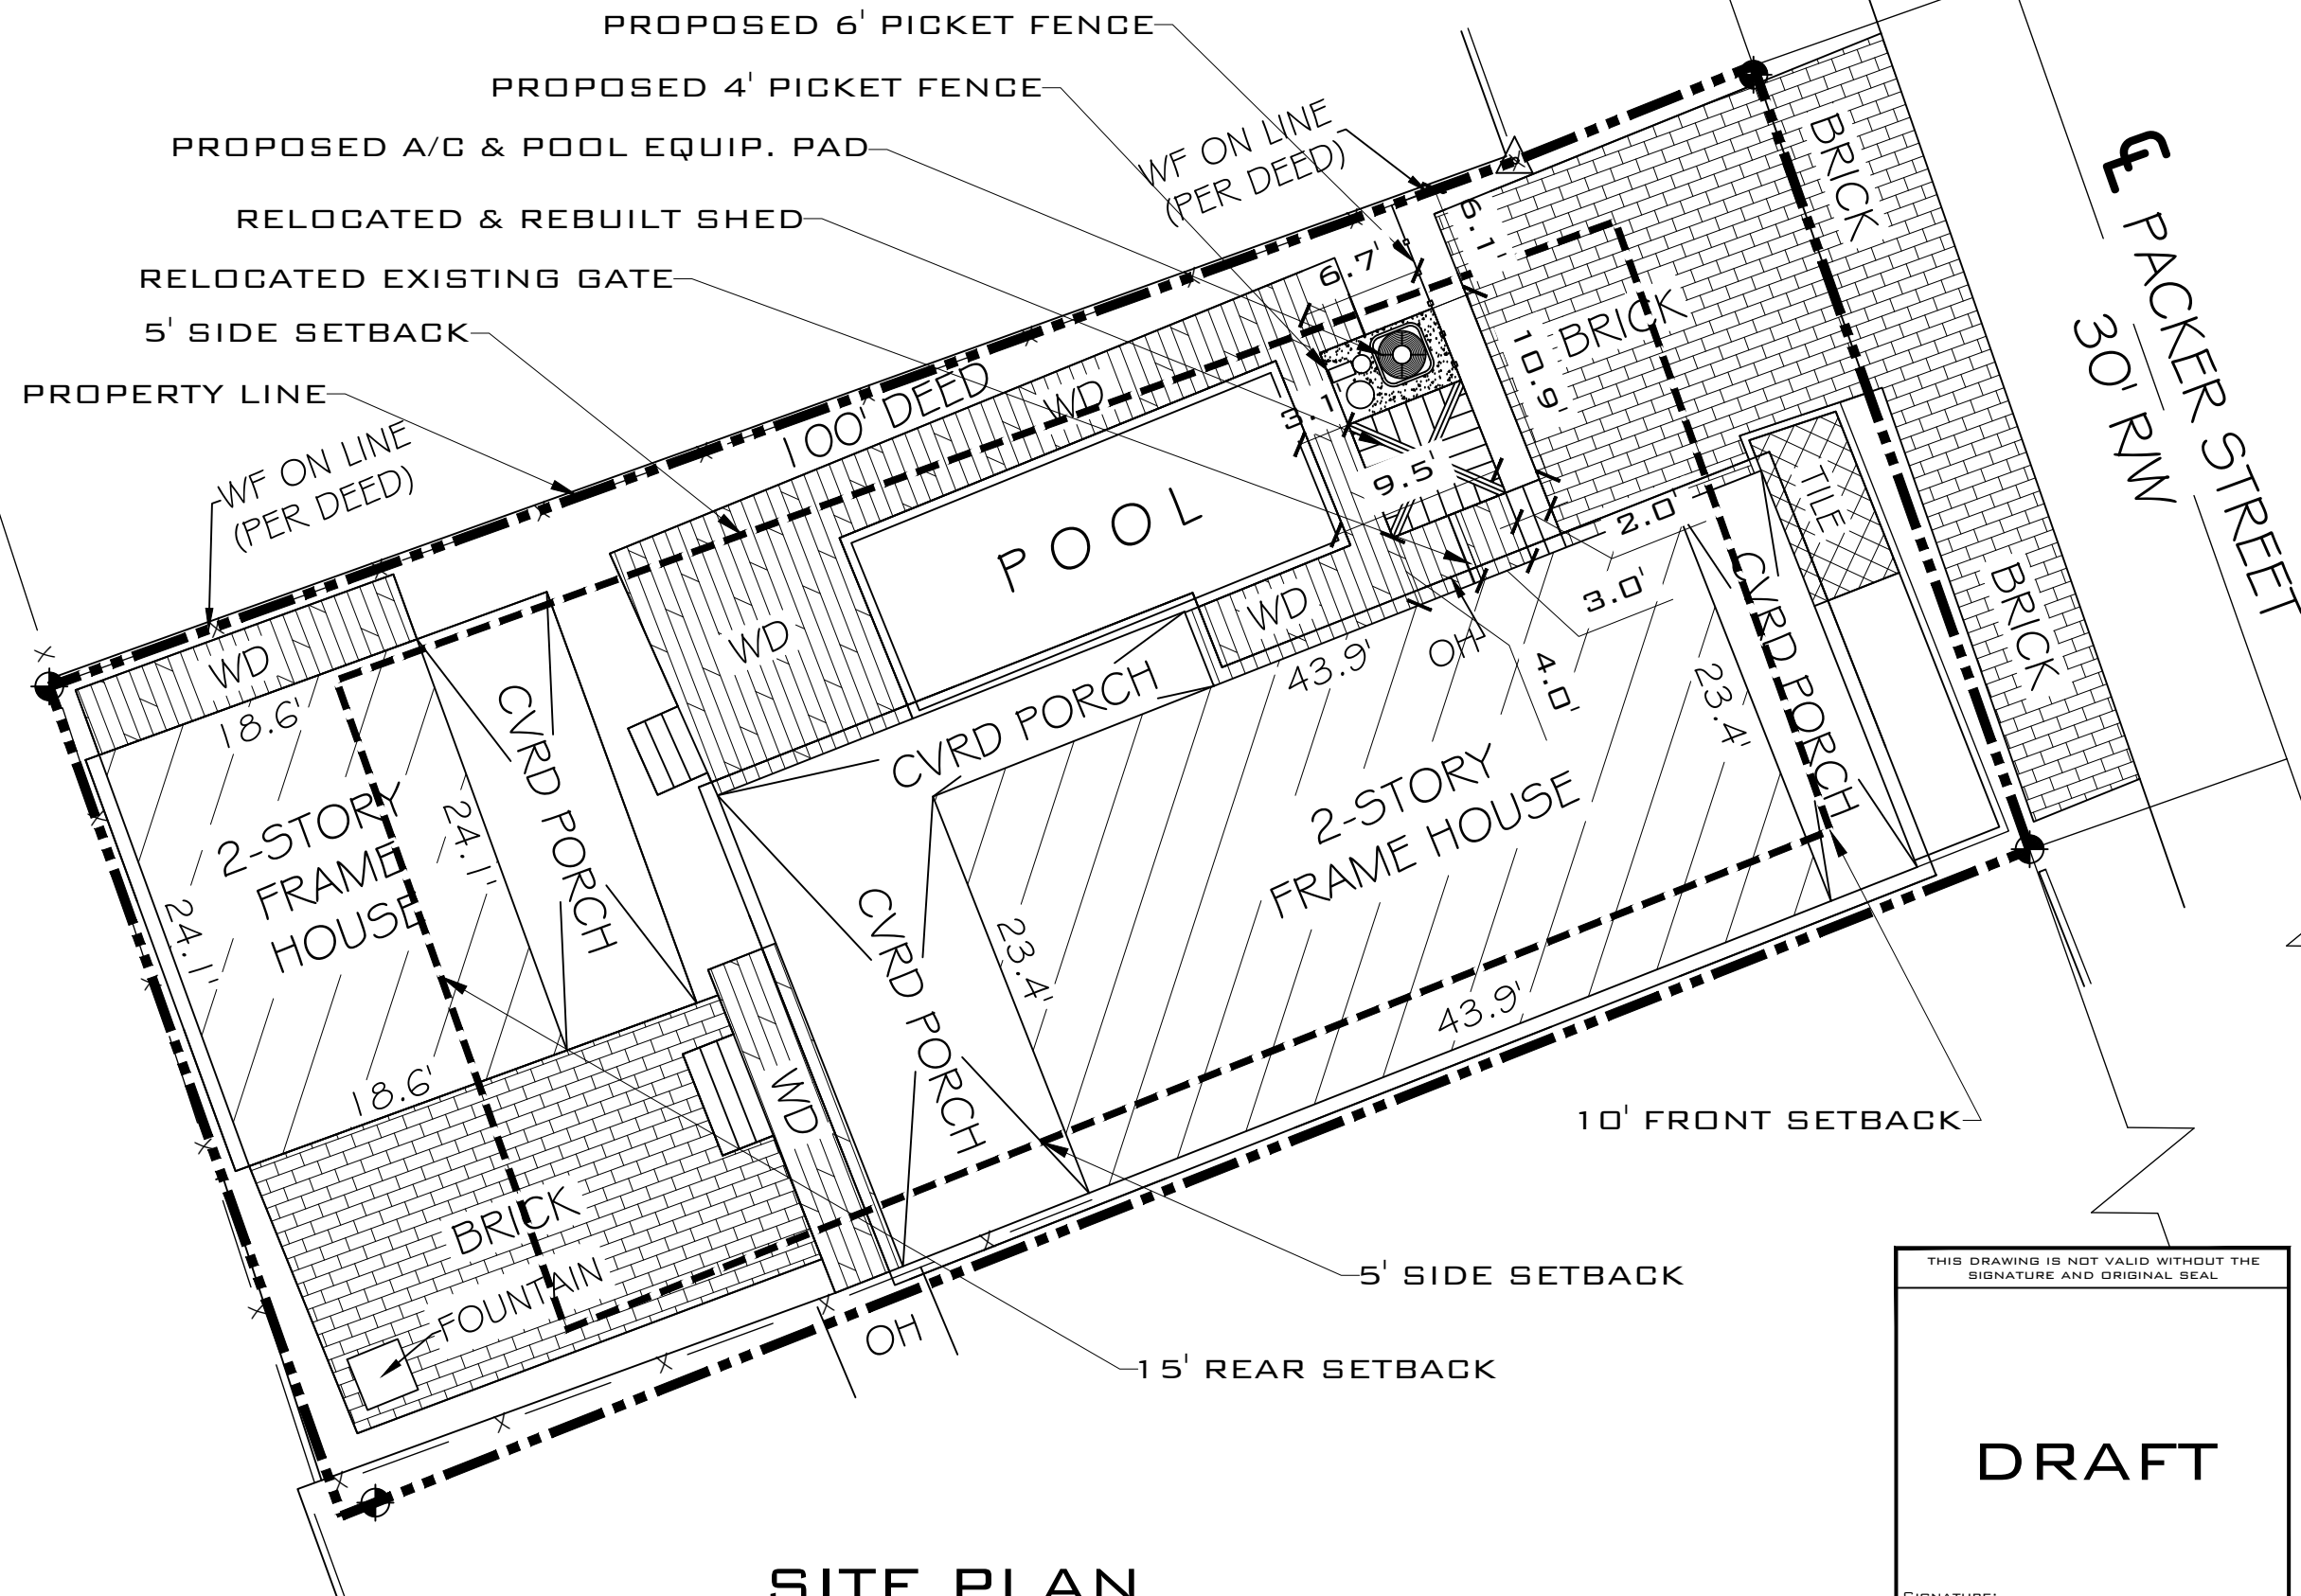 PROPOSED 6' PICKET FENCE
PROPOSED 4' PICKET FENCE
PROPOSED A/C & POOL EQUIP. PAD
RELOCATED & REBUILT SHED
RELOCATED EXISTING GATE
5' SIDE SETBACK
PROPERTY LINE
WF ON LINE
(PER DEED)
WF ON LINE
(PER DEED)
100' DEED
6.7'
6.1'
10.9'
3.1'
9.5'
2.0'
3.0'
4.0'
BRICK
BRICK
BRICK
TILE
℄ PACKER STREET
30' R/W
WD
WD
WD
WD
POOL
18.6'
2-STORY
FRAME
HOUSE
24.1'
24.1'
18.6'
CVRD PORCH
CVRD PORCH
CVRD PORCH
CVRD PORCH
43.9'
OH
2-STORY
FRAME HOUSE
23.4'
23.4'
43.9'
WD
BRICK
FOUNTAIN
OH
10' FRONT SETBACK
5' SIDE SETBACK
15' REAR SETBACK
THIS DRAWING IS NOT VALID WITHOUT THE
SIGNATURE AND ORIGINAL SEAL
DRAFT
SIGNATURE:
SITE PLAN